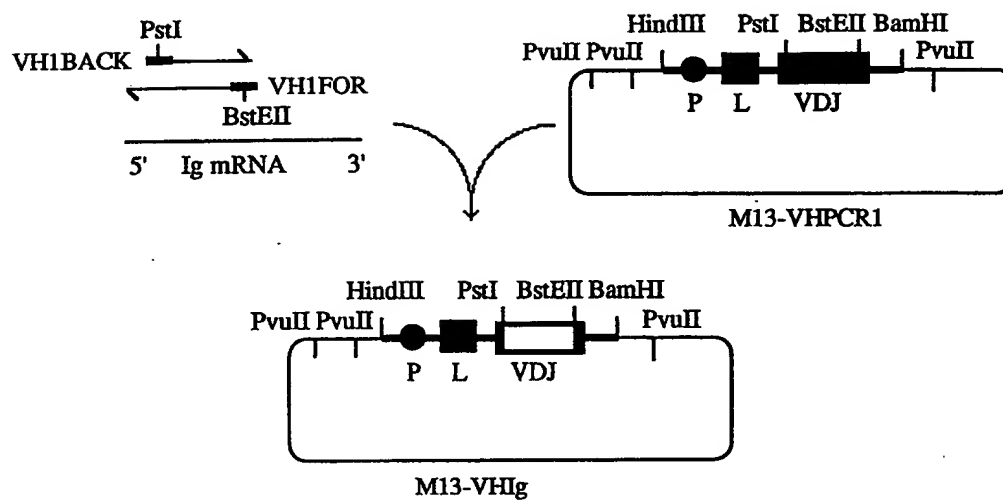 PstI
VH1BACK
VH1FOR
BstEII
5' Ig mRNA 3'
HindIII PstI BstEII BamHI
PvuII PvuII PvuII
P L VDJ
M13-VHPCR1
HindIII PstI BstEII BamHI
PvuII PvuII PvuII
P L VDJ
M13-VHIg